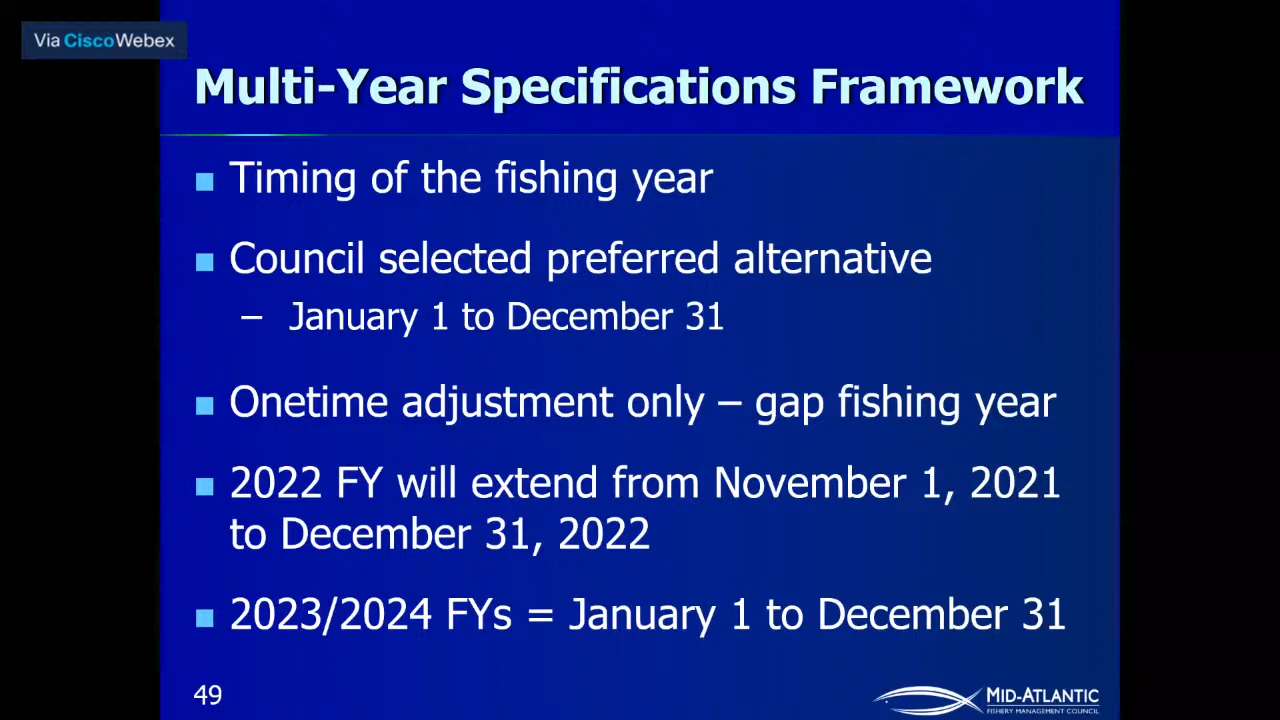 Via CiscoWebex
Multi-Year Specifications Framework
■ Timing of the fishing year
■ Council selected preferred alternative
– January 1 to December 31
■ Onetime adjustment only – gap fishing year
■ 2022 FY will extend from November 1, 2021
to December 31, 2022
■ 2023/2024 FYs = January 1 to December 31
49
MID-ATLANTIC
FISHERY MANAGEMENT COUNCIL